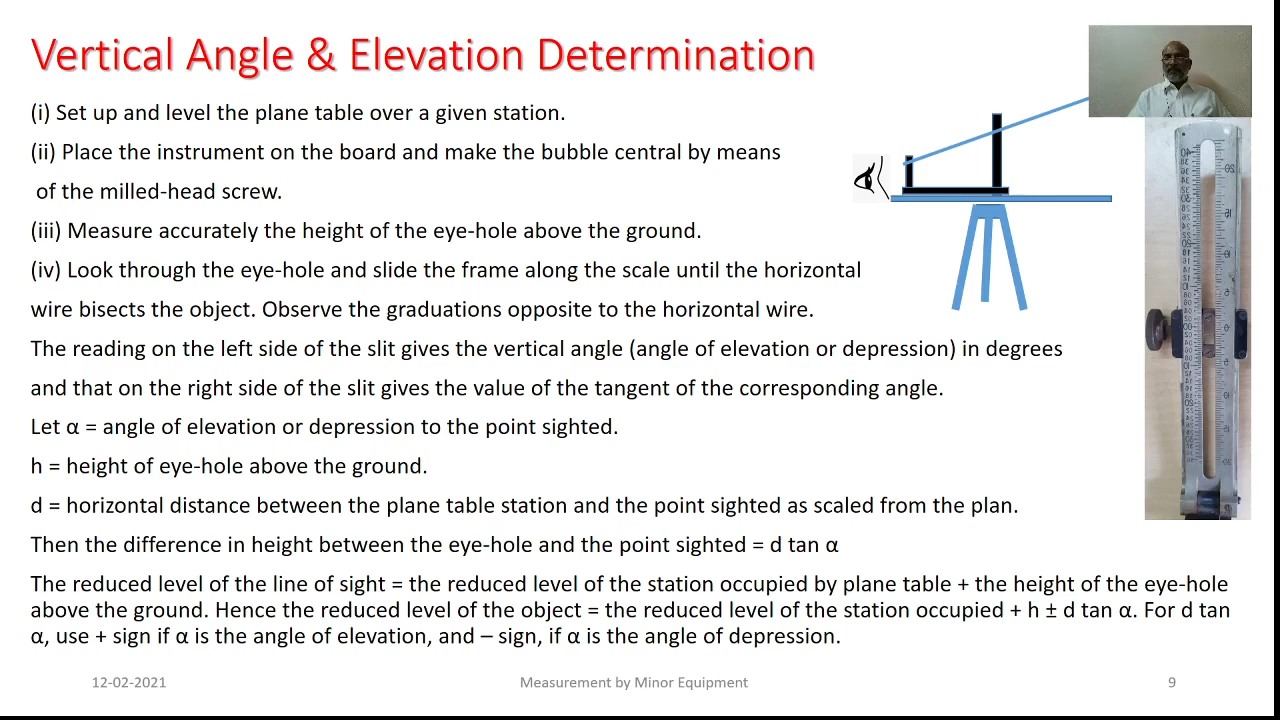 Vertical Angle & Elevation Determination
(i) Set up and level the plane table over a given station.
(ii) Place the instrument on the board and make the bubble central by means
of the milled-head screw.
(iii) Measure accurately the height of the eye-hole above the ground.
(iv) Look through the eye-hole and slide the frame along the scale until the horizontal
wire bisects the object. Observe the graduations opposite to the horizontal wire.
The reading on the left side of the slit gives the vertical angle (angle of elevation or depression) in degrees
and that on the right side of the slit gives the value of the tangent of the corresponding angle.
Let α = angle of elevation or depression to the point sighted.
h = height of eye-hole above the ground.
d = horizontal distance between the plane table station and the point sighted as scaled from the plan.
Then the difference in height between the eye-hole and the point sighted = d tan α
The reduced level of the line of sight = the reduced level of the station occupied by plane table + the height of the eye-hole
above the ground. Hence the reduced level of the object = the reduced level of the station occupied + h ± d tan α. For d tan
α, use + sign if α is the angle of elevation, and – sign, if α is the angle of depression.
12-02-2021
Measurement by Minor Equipment
9